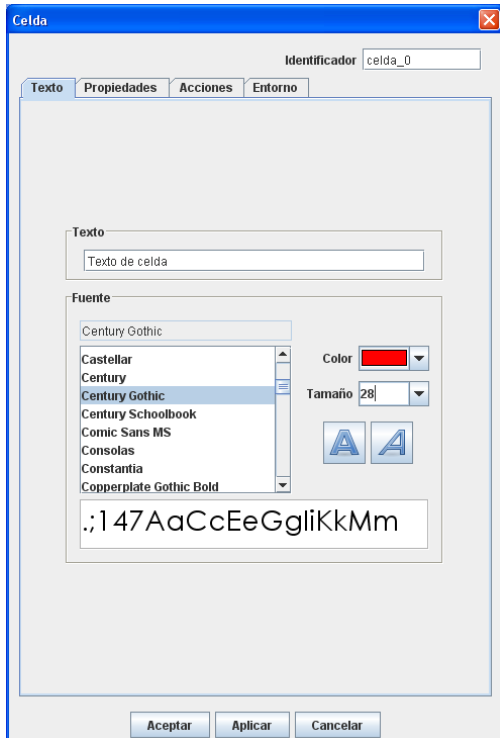 Celda
Identificador celda_0
Texto Propiedades Acciones Entorno
Texto
Texto de celda
Fuente
Century Gothic
Castellar
Century
Century Gothic
Century Schoolbook
Comic Sans MS
Consolas
Constantia
Copperplate Gothic Bold
Color
Tamaño 28
A A
.;147AaCcEeGgIiKkMm
Aceptar Aplicar Cancelar